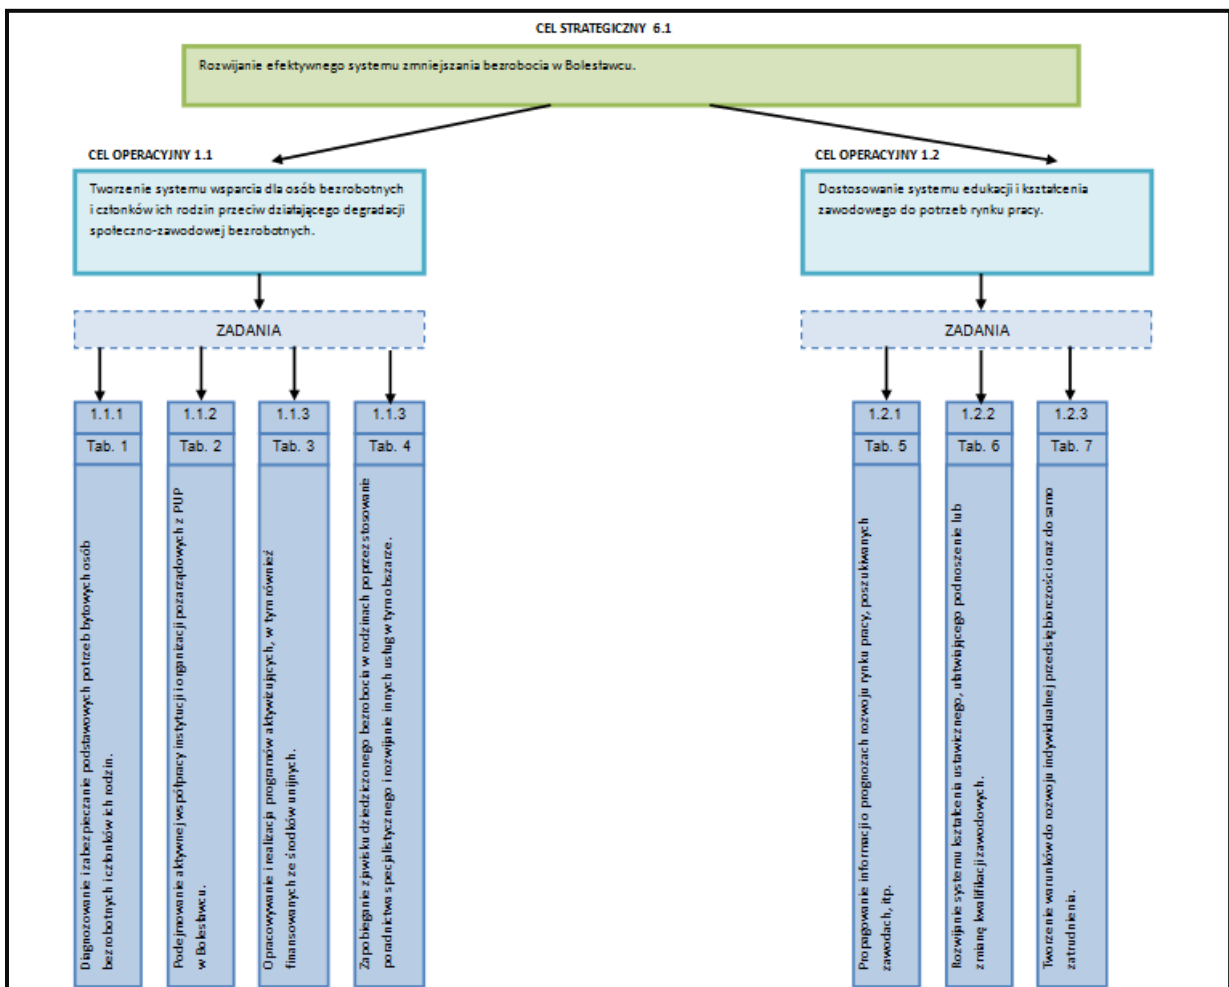 CEL STRATEGICZNY 6.1
Rozwijanie efektywnego systemu zmniejszania bezrobocia w Bolesławcu.
CEL OPERACYJNY 1.1
Tworzenie systemu wsparcia dla osób bezrobotnych
i członków ich rodzin przeciw działającego degradacji
społeczno-zawodowej bezrobotnych.
ZADANIA
1.1.1
Tab. 1
Diagnozowanie i zabezpieczanie podstawowych potrzeb bytowych osób
bezrobotnych i członków ich rodzin.
1.1.2
Tab. 2
Podejmowanie aktywnej współpracy instytucji i organizacji pozarządowych z PUP
w Bolesławcu.
1.1.3
Tab. 3
Opracowywanie i realizacja programów aktywizujących, w tym również
finansowanych ze środków unijnych.
1.1.3
Tab. 4
Zapobieganie zjawisku dziedziczonego bezrobocia w rodzinach poprzez stosowanie
poradnictwa specjalistycznego i rozwijanie innych usług w tym obszarze.
CEL OPERACYJNY 1.2
Dostosowanie systemu edukacji i kształcenia
zawodowego do potrzeb rynku pracy.
ZADANIA
1.2.1
Tab. 5
Propagowanie informacji o prognozach rozwoju rynku pracy, poszukiwanych
zawodach, itp.
1.2.2
Tab. 6
Rozwijanie systemu kształcenia ustawicznego, ułatwiającego podnoszenie lub
zmianę kwalifikacji zawodowych.
1.2.3
Tab. 7
Tworzenie warunków do rozwoju indywidualnej przedsiębiorczości oraz do samo
zatrudnienia.